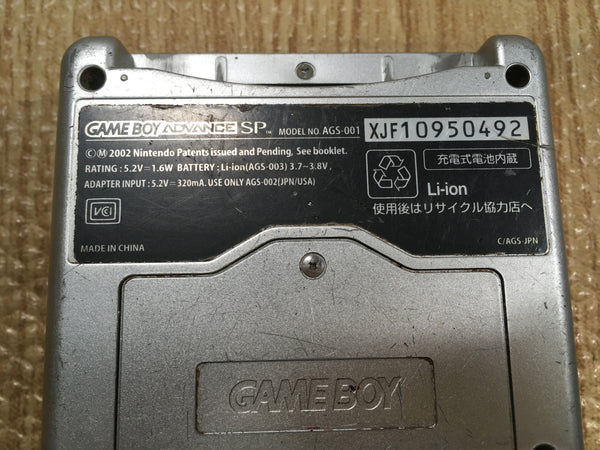 GAME BOY ADVANCE SP™ MODEL NO. AGS-001 XJF10950492
©Ⓜ 2002 Nintendo Patents issued and Pending, See booklet.
RATING : 5.2V⎓1.6W BATTERY : Li-ion(AGS-003) 3.7~3.8V,
ADAPTER INPUT : 5.2V⎓320mA. USE ONLY AGS-002(JPN/USA)
VCI
MADE IN CHINA
充電式電池内蔵
Li-ion
使用後はリサイクル協力店へ
C/AGS-JPN
GAME BOY